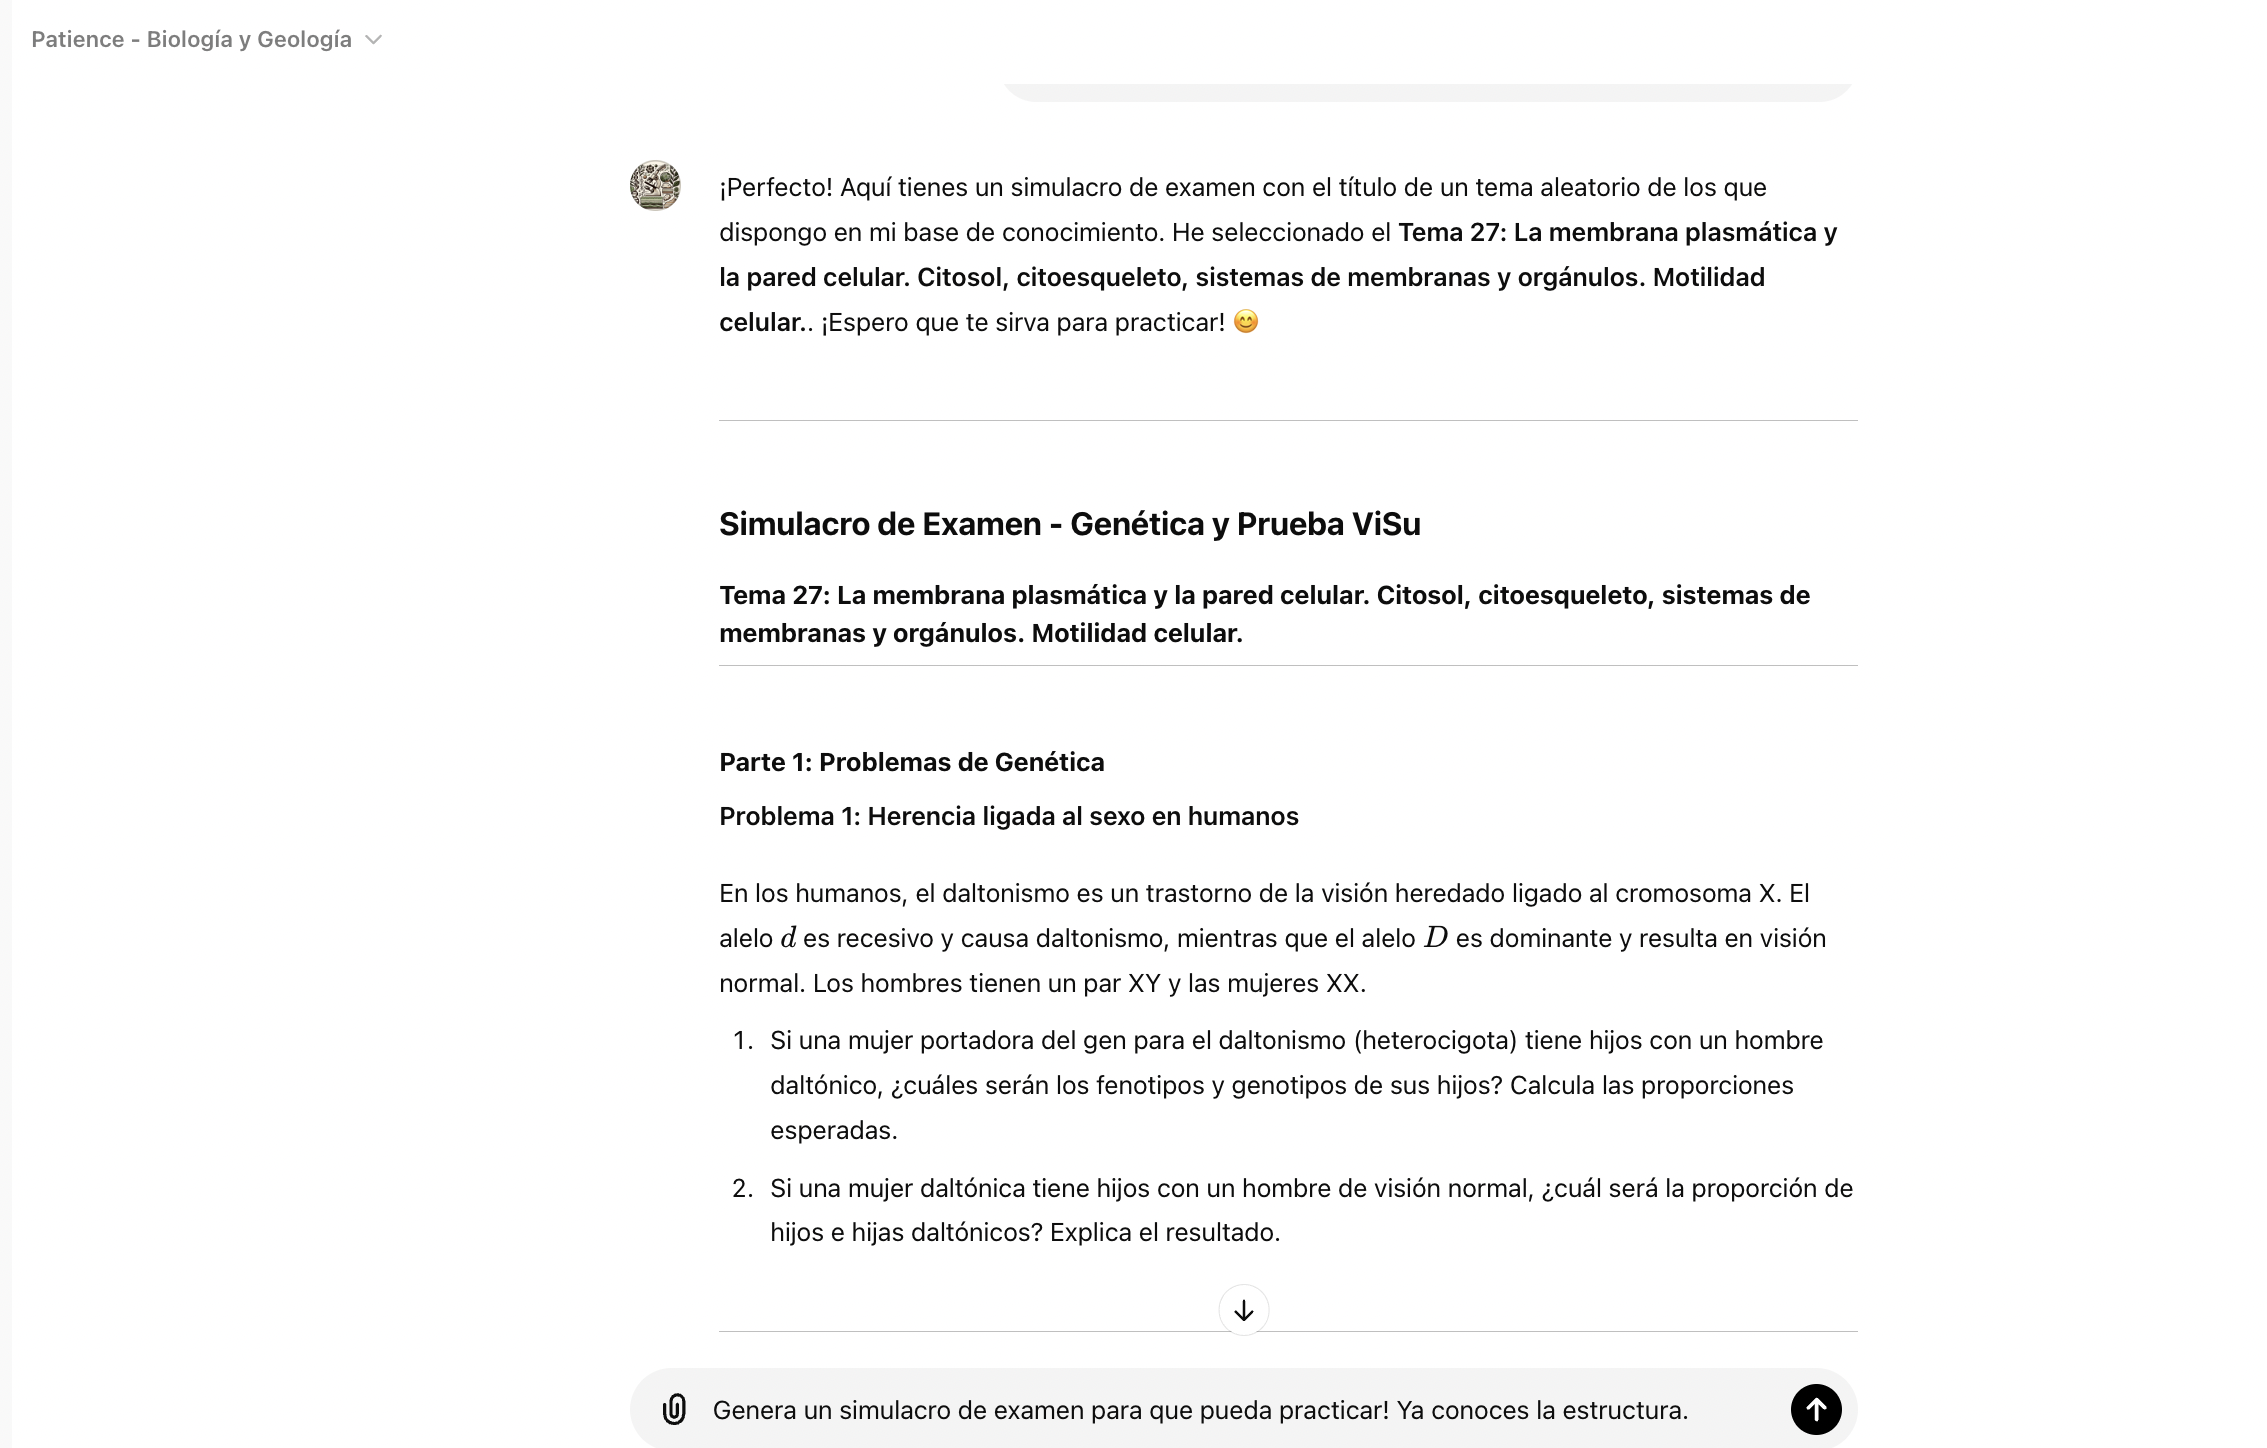 Patience - Biología y Geología
¡Perfecto! Aquí tienes un simulacro de examen con el título de un tema aleatorio de los que
dispongo en mi base de conocimiento. He seleccionado el Tema 27: La membrana plasmática y
la pared celular. Citosol, citoesqueleto, sistemas de membranas y orgánulos. Motilidad
celular.. ¡Espero que te sirva para practicar! 😊
Simulacro de Examen - Genética y Prueba ViSu
Tema 27: La membrana plasmática y la pared celular. Citosol, citoesqueleto, sistemas de
membranas y orgánulos. Motilidad celular.
Parte 1: Problemas de Genética
Problema 1: Herencia ligada al sexo en humanos
En los humanos, el daltonismo es un trastorno de la visión heredado ligado al cromosoma X. El
alelo d es recesivo y causa daltonismo, mientras que el alelo D es dominante y resulta en visión
normal. Los hombres tienen un par XY y las mujeres XX.
1. Si una mujer portadora del gen para el daltonismo (heterocigota) tiene hijos con un hombre
daltónico, ¿cuáles serán los fenotipos y genotipos de sus hijos? Calcula las proporciones
esperadas.
2. Si una mujer daltónica tiene hijos con un hombre de visión normal, ¿cuál será la proporción de
hijos e hijas daltónicos? Explica el resultado.
Genera un simulacro de examen para que pueda practicar! Ya conoces la estructura.